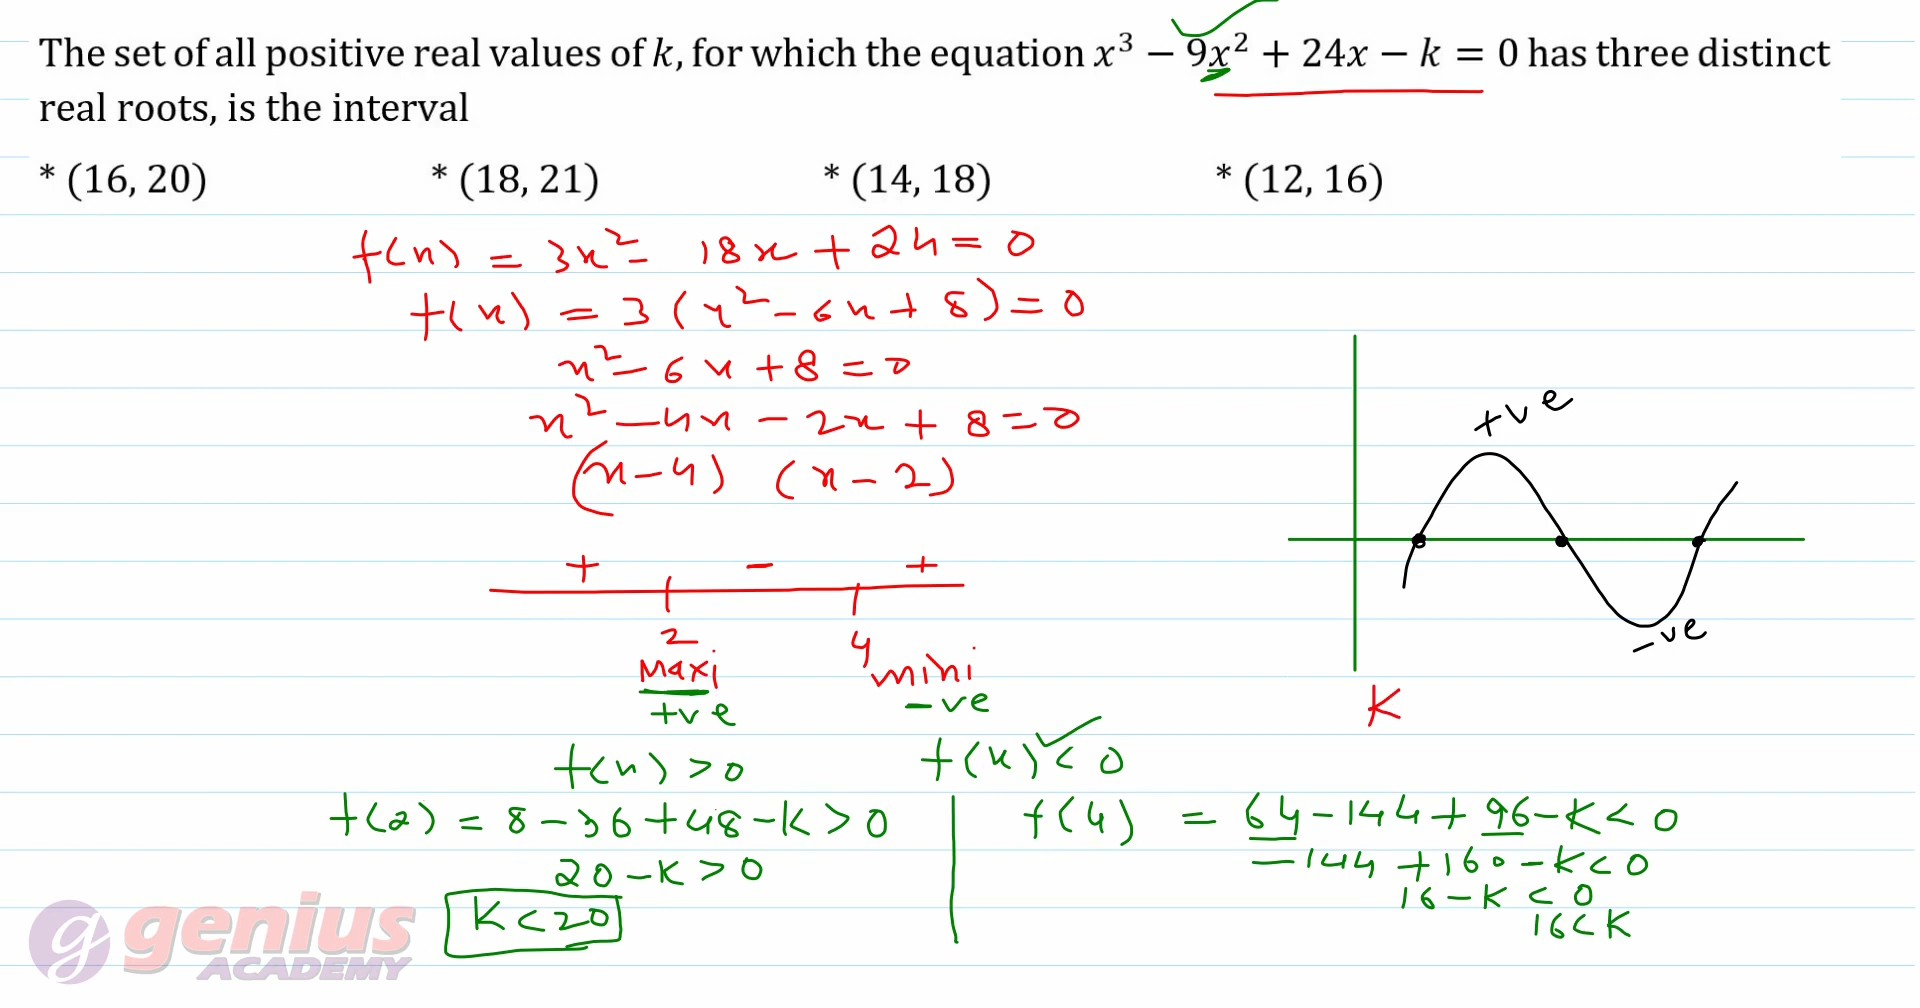 The set of all positive real values of k, for which the equation x³ − 9x² + 24x − k = 0 has three distinct
real roots, is the interval
* (16, 20) * (18, 21) * (14, 18) * (12, 16)
f(x) = 3x² - 18x + 24 = 0
f(x) = 3(x² - 6x + 8) = 0
x² - 6x + 8 = 0
x² - 4x - 2x + 8 = 0
(x-4) (x-2)
+ve
+ - +
2 4
-ve
Maxi mini
+ve -ve
K
f(x) > 0 f(x) < 0
f(2) = 8 - 36 + 48 - K > 0 f(4) = 64 - 144 + 96 - K < 0
20 - K > 0 -144 + 160 - K < 0
16 - K < 0
K < 20 16 < K
genius
ACADEMY